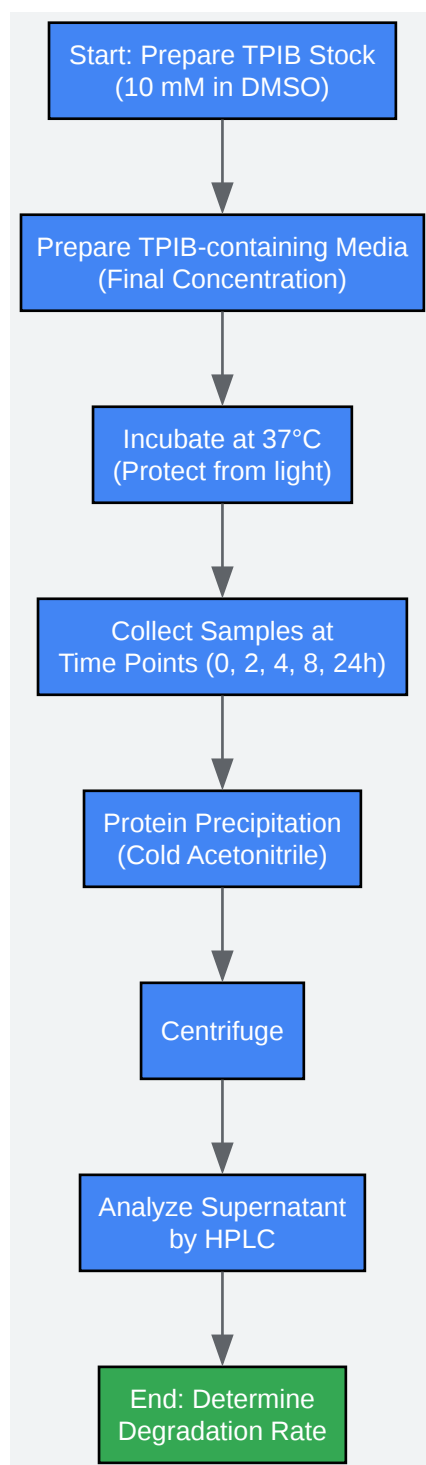 Start: Prepare TPIB Stock
(10 mM in DMSO)
Prepare TPIB-containing Media
(Final Concentration)
Incubate at 37°C
(Protect from light)
Collect Samples at
Time Points (0, 2, 4, 8, 24h)
Protein Precipitation
(Cold Acetonitrile)
Centrifuge
Analyze Supernatant
by HPLC
End: Determine
Degradation Rate